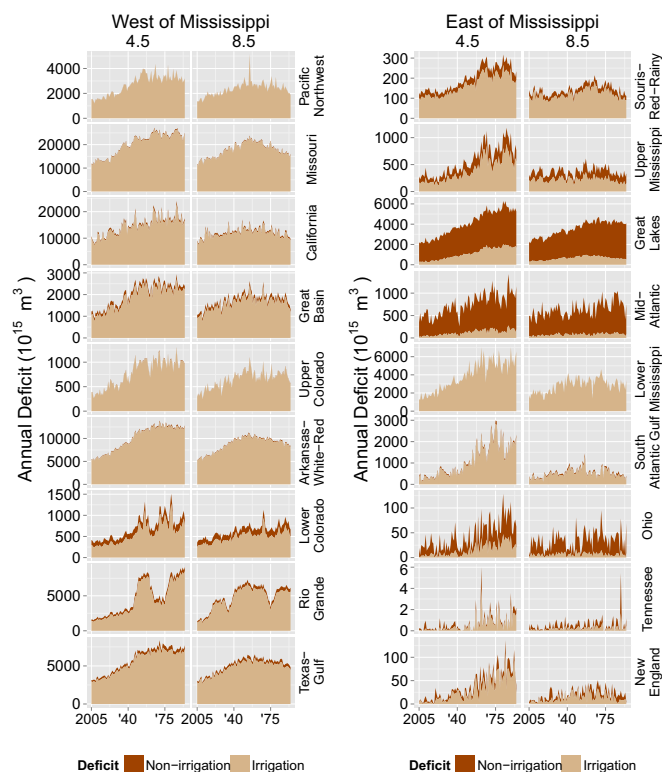 West of Mississippi
4.5 8.5
Annual Deficit (10^15 m^3)
4000
2000
0
Pacific
Northwest
20000
10000
0
Missouri
20000
10000
0
California
3000
2000
1000
0
Great
Basin
1000
500
0
Upper
Colorado
10000
5000
0
Arkansas−
White−Red
1500
1000
500
0
Lower
Colorado
5000
0
Rio
Grande
5000
0
Texas−
Gulf
2005 '40 '75 2005 '40 '75
Deficit Non−irrigation Irrigation
East of Mississippi
4.5 8.5
Annual Deficit (10^15 m^3)
300
200
100
0
Souris−
Red−Rainy
1000
500
0
Upper
Mississippi
6000
4000
2000
0
Great
Lakes
1000
500
0
Mid−
Atlantic
6000
4000
2000
0
Lower
Mississippi
3000
2000
1000
0
South
Atlantic Gulf
100
50
0
Ohio
6
4
2
0
Tennessee
100
50
0
New
England
2005 '40 '75 2005 '40 '75
Deficit Non−irrigation Irrigation